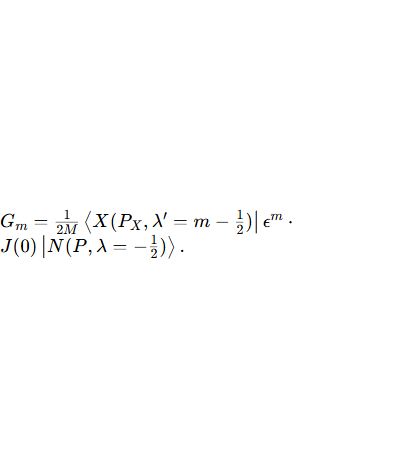 $G_m = \frac{1}{2M} \left\langle X(P_X, \lambda' = m - \frac{1}{2}) \right| \epsilon^m \cdot$
$J(0) \left| N(P, \lambda = -\frac{1}{2}) \right\rangle .$